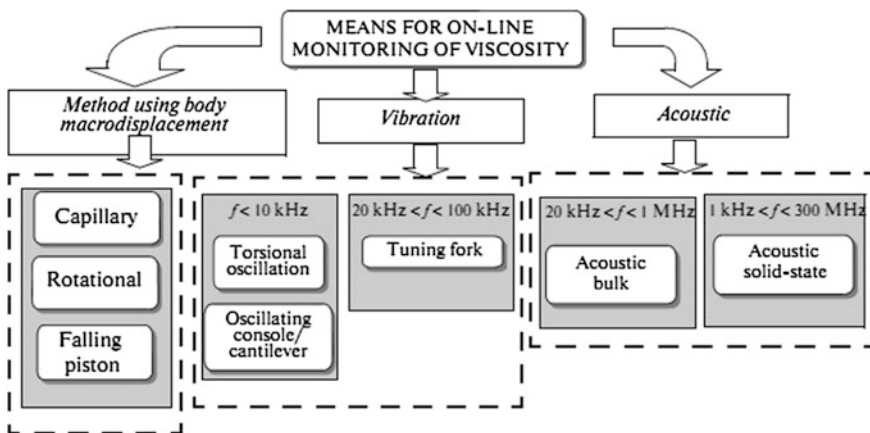 MEANS FOR ON-LINE
MONITORING OF VISCOSITY
Method using body
macrodisplacement
Vibration
Acoustic
Capillary
Rotational
Falling
piston
f< 10 kHz
Torsional
oscillation
Oscillating
console/
cantilever
20 kHz <f< 100 kHz
Tuning fork
20 kHz <f< 1 MHz
Acoustic
bulk
1 kHz <f< 300 MHz
Acoustic
solid-state